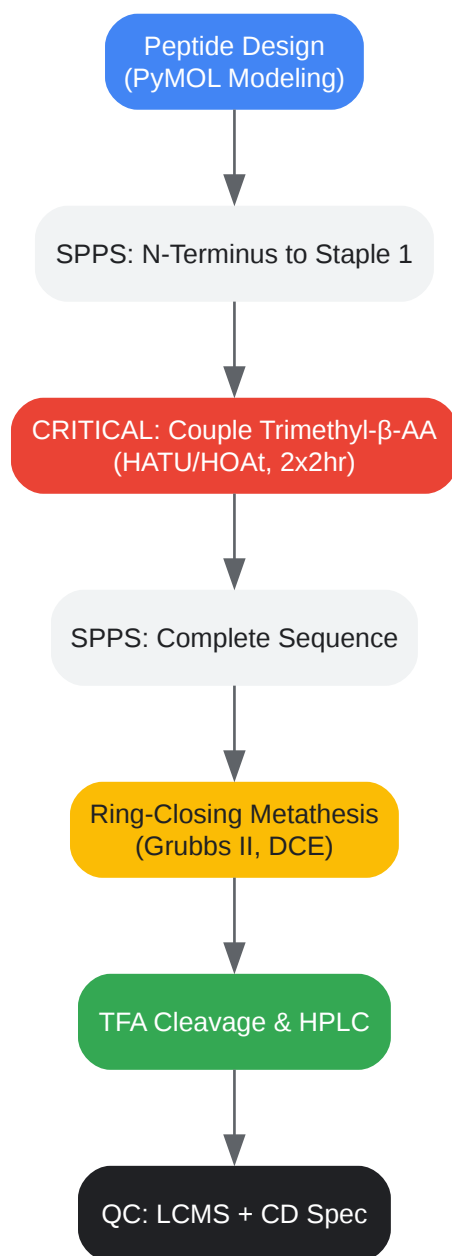 Peptide Design
(PyMOL Modeling)
SPPS: N-Terminus to Staple 1
CRITICAL: Couple Trimethyl-β-AA
(HATU/HOAt, 2x2hr)
SPPS: Complete Sequence
Ring-Closing Metathesis
(Grubbs II, DCE)
TFA Cleavage & HPLC
QC: LCMS + CD Spec